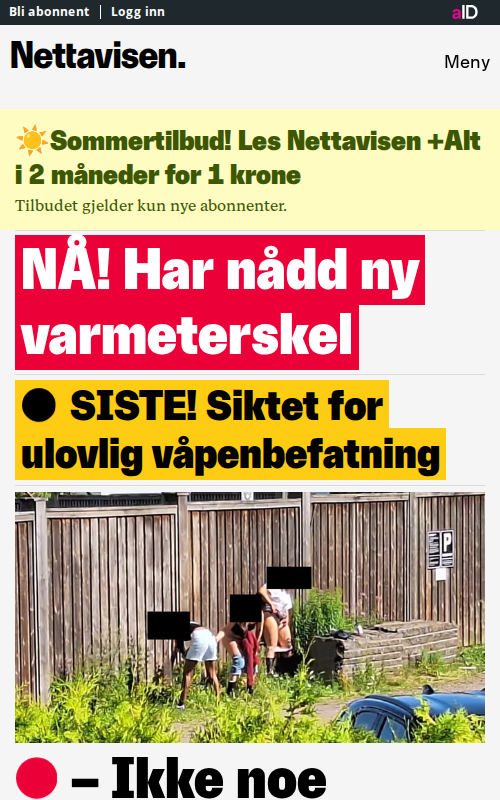 Bli abonnent | Logg inn
aID
Nettavisen.
Meny
☀️Sommertilbud! Les Nettavisen +Alt
i 2 måneder for 1 krone
Tilbudet gjelder kun nye abonnenter.
NÅ! Har nådd ny
varmeterskel
● SISTE! Siktet for
ulovlig våpenbefatning
P
– Ikke noe